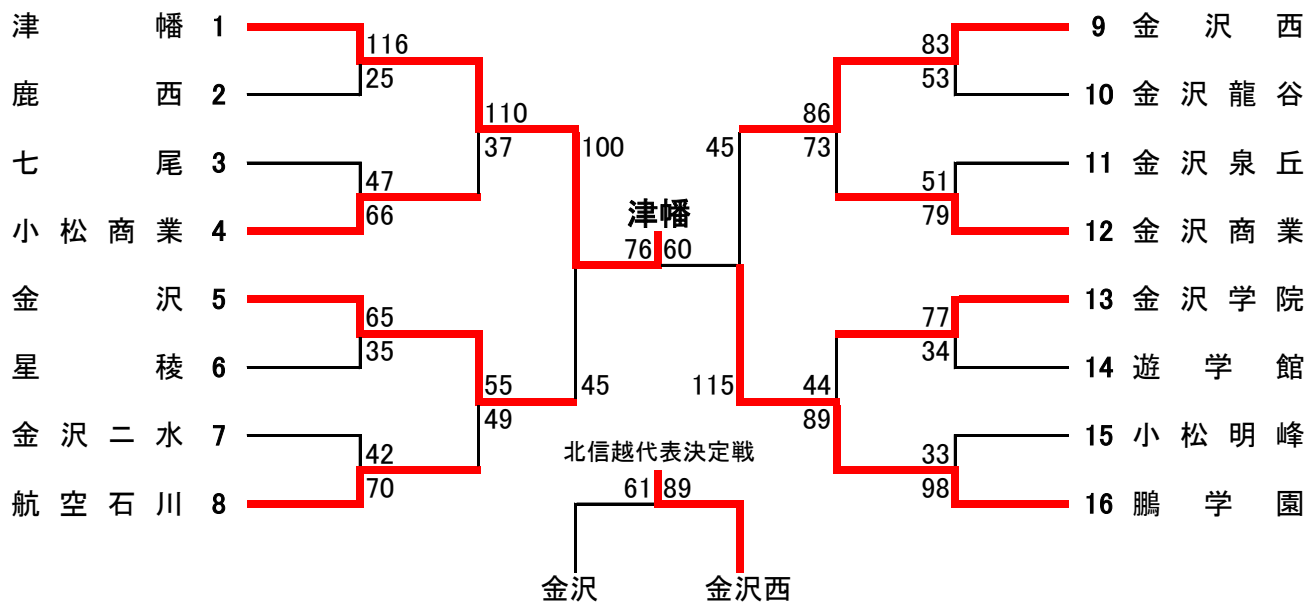 津幡 1 116 83 9 金沢西
鹿西 2 25 53 10 金沢龍谷
110 86
37 100 45 73
七尾 3 47 51 11 金沢泉丘
小松商業 4 66 79 12 金沢商業
津幡
76 60
金沢 5 65 77 13 金沢学院
星稜 6 35 34 14 遊学館
55 45 115 44
49 89
金沢二水 7 42 33 15 小松明峰
航空石川 8 70 98 16 鵬学園
北信越代表決定戦
61 89
金沢 金沢西